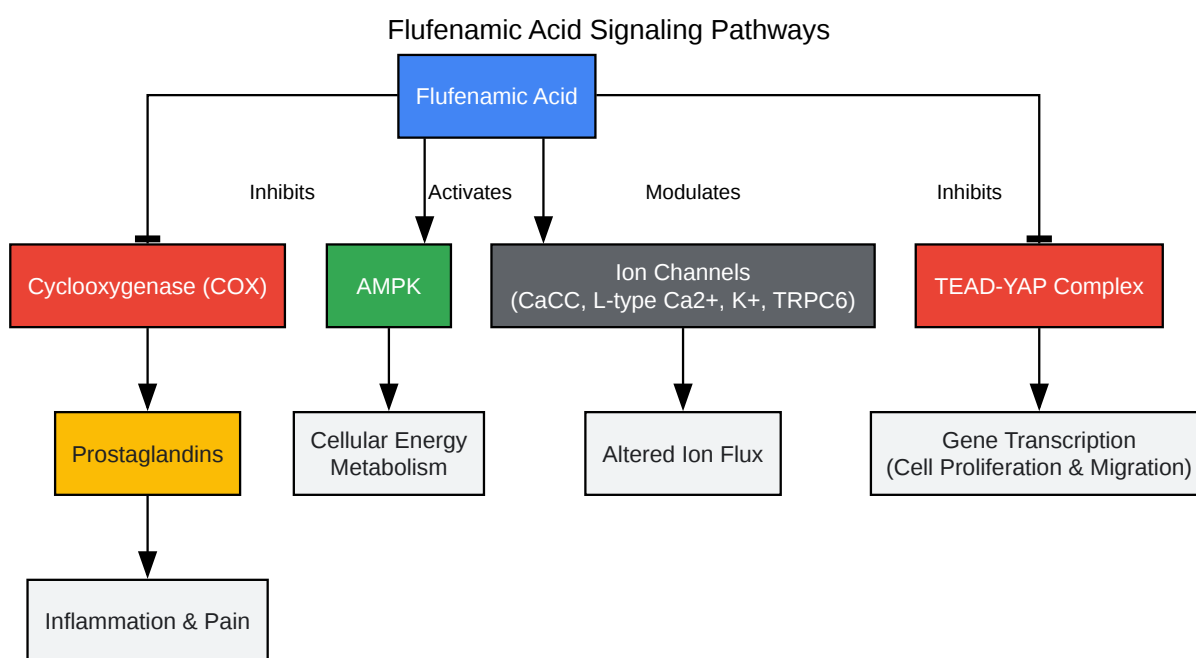 Flufenamic Acid Signaling Pathways
Flufenamic Acid
Inhibits
Activates
Modulates
Inhibits
Cyclooxygenase (COX)
AMPK
Ion Channels
(CaCC, L-type Ca2+, K+, TRPC6)
TEAD-YAP Complex
Prostaglandins
Cellular Energy
Metabolism
Altered Ion Flux
Gene Transcription
(Cell Proliferation & Migration)
Inflammation & Pain